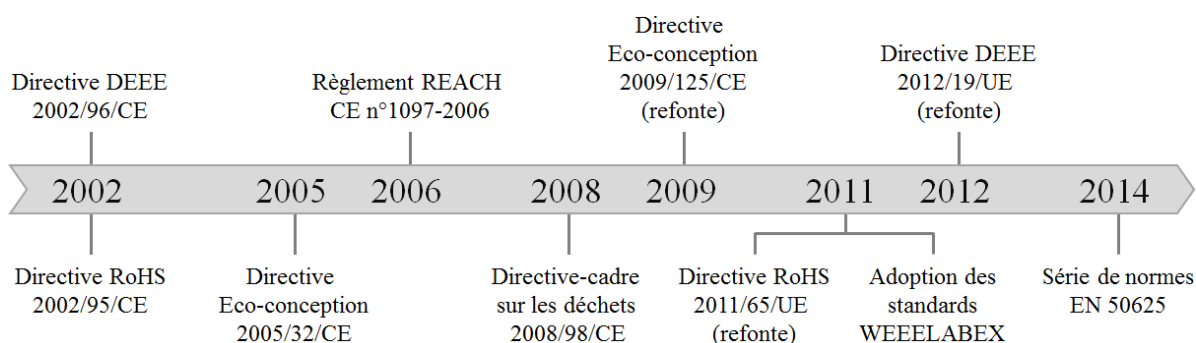 Directive DEEE
2002/96/CE
Règlement REACH
CE n°1097-2006
Directive
Eco-conception
2009/125/CE
(refonte)
Directive DEEE
2012/19/UE
(refonte)
2002
2005
2006
2008
2009
2011
2012
2014
Directive RoHS
2002/95/CE
Directive
Eco-conception
2005/32/CE
Directive-cadre
sur les déchets
2008/98/CE
Directive RoHS
2011/65/UE
(refonte)
Adoption des
standards
WEEELABEX
Série de normes
EN 50625